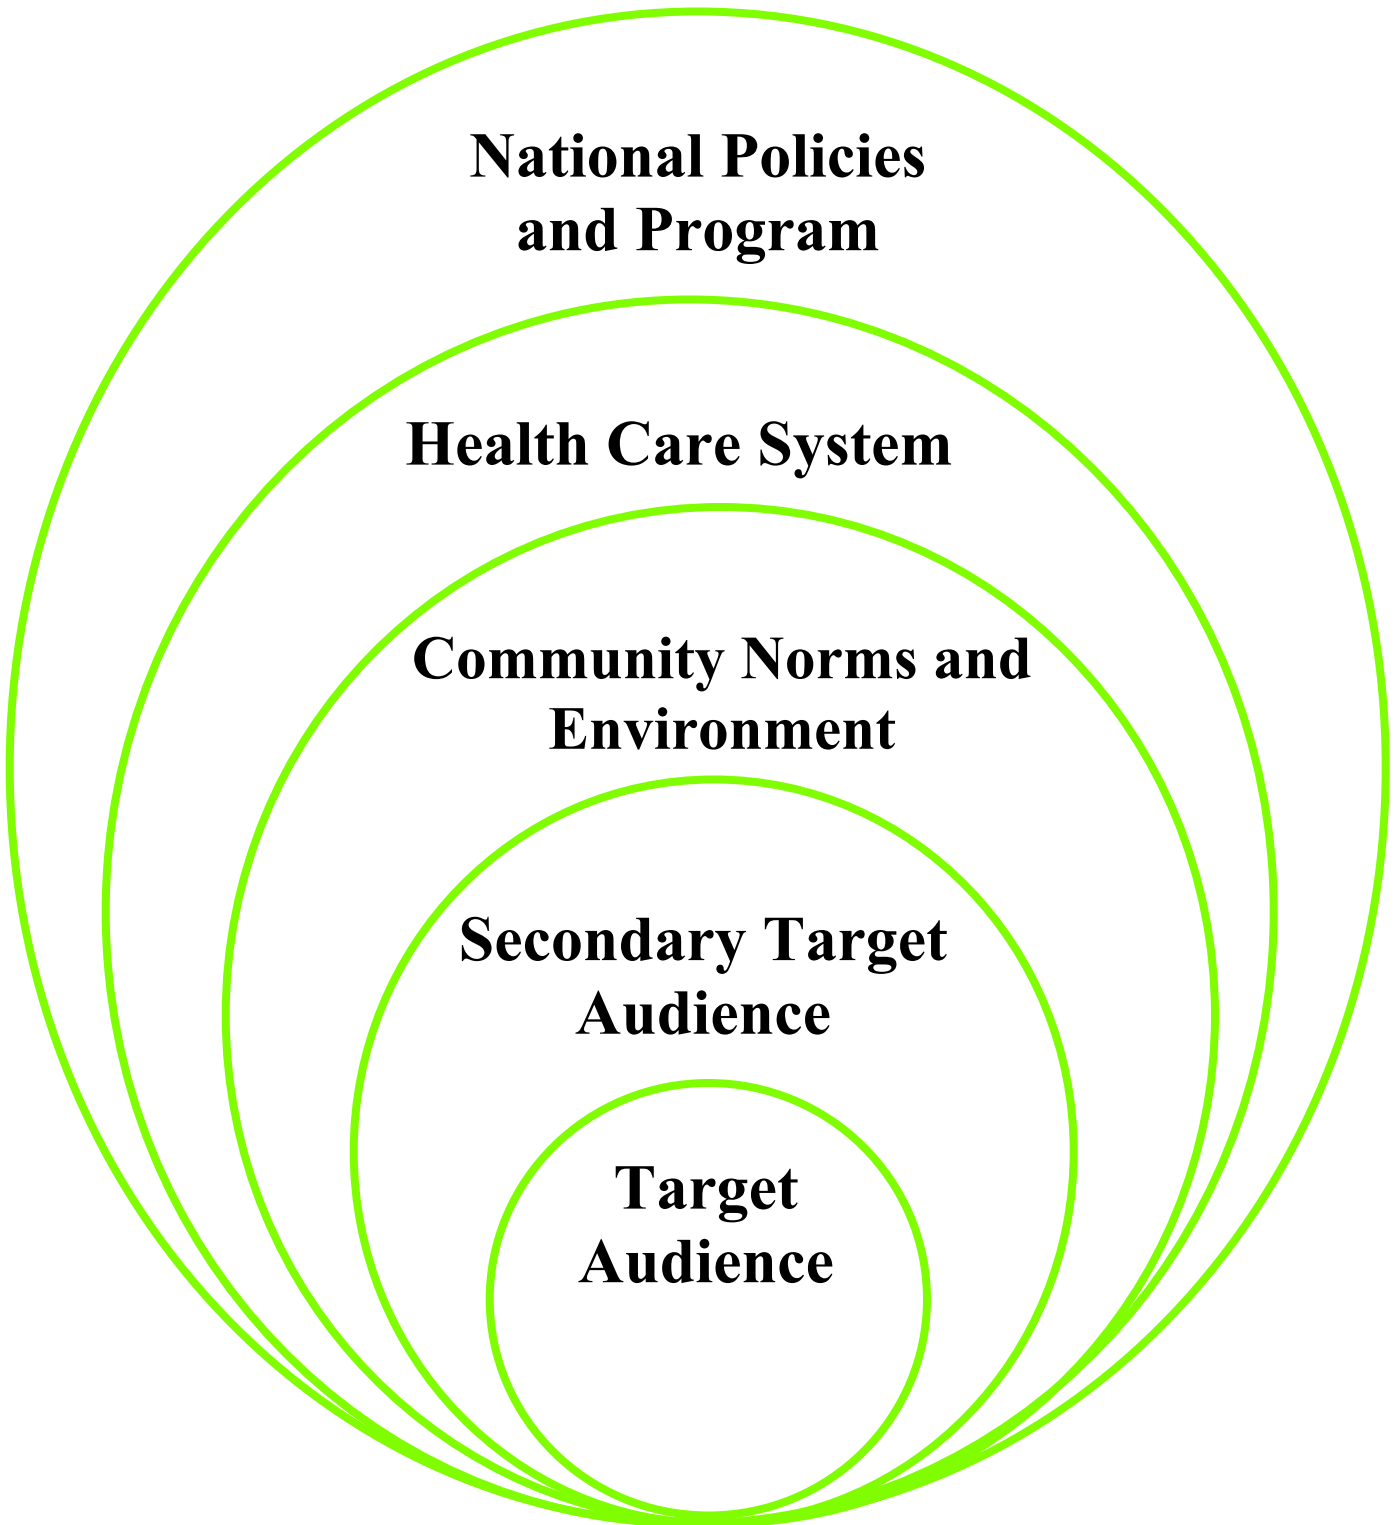 National Policies
and Program
Health Care System
Community Norms and
Environment
Secondary Target
Audience
Target
Audience